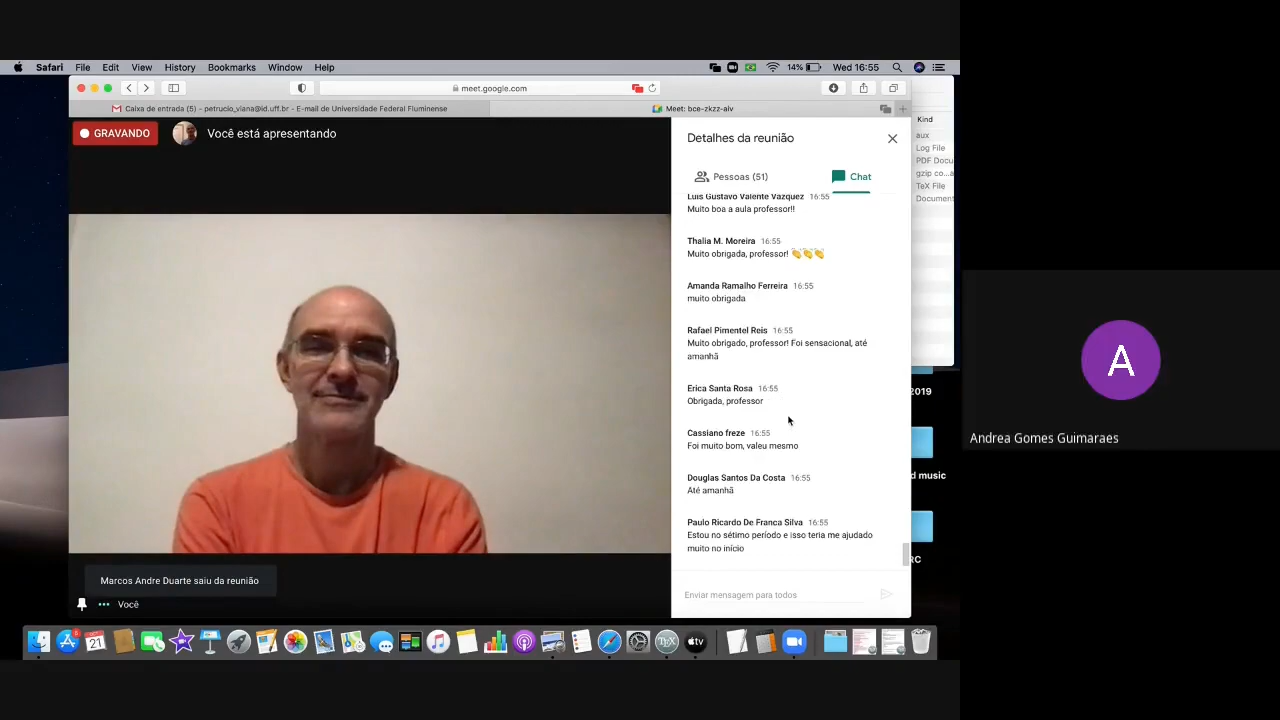 Safari File Edit View History Bookmarks Window Help 14% Wed 16:55
meet.google.com
Caixa de entrada (5) - petrucio_viana@id.uff.br - E-mail de Universidade Federal Fluminense
Meet: bce-zkzz-aiv
GRAVANDO
Você está apresentando
Detalhes da reunião
Pessoas (51)
Chat
Luis Gustavo Valente Vazquez 16:55
Muito boa a aula professor!!
Thalia M. Moreira 16:55
Muito obrigada, professor! 👏👏👏
Amanda Ramalho Ferreira 16:55
muito obrigada
Rafael Pimentel Reis 16:55
Muito obrigado, professor! Foi sensacional, até
amanhã
Erica Santa Rosa 16:55
Obrigada, professor
Cassiano freze 16:55
Foi muito bom, valeu mesmo
Douglas Santos Da Costa 16:55
Até amanhã
Paulo Ricardo De Franca Silva 16:55
Estou no sétimo período e isso teria me ajudado
muito no início
Enviar mensagem para todos
Marcos Andre Duarte saiu da reunião
Você
Kind
aux
Log File
PDF Docu
gzip co...a
TeX File
Document
2019
d music
RC
A
Andrea Gomes Guimaraes
OCT
21
TEX
tv